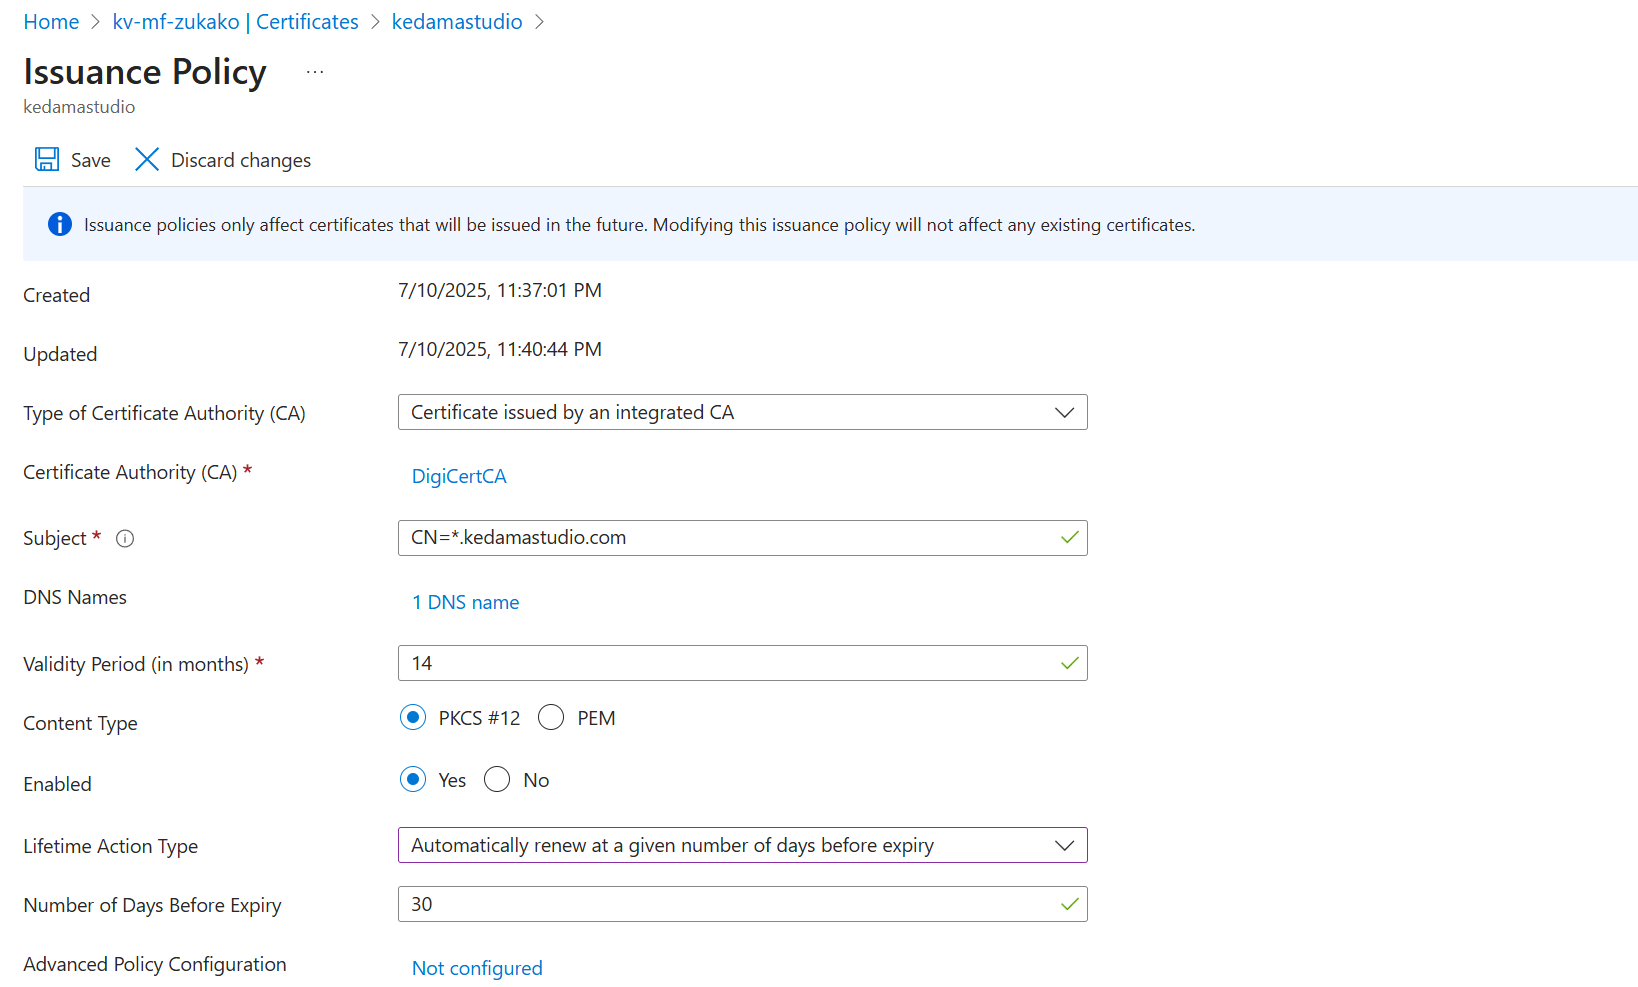 Home > kv-mf-zukako | Certificates > kedamastudio >
Issuance Policy ...
kedamastudio
Save Discard changes
Issuance policies only affect certificates that will be issued in the future. Modifying this issuance policy will not affect any existing certificates.
Created 7/10/2025, 11:37:01 PM
Updated 7/10/2025, 11:40:44 PM
Type of Certificate Authority (CA) Certificate issued by an integrated CA
Certificate Authority (CA) * DigiCertCA
Subject * CN=*.kedamastudio.com
DNS Names 1 DNS name
Validity Period (in months) * 14
Content Type PKCS #12 PEM
Enabled Yes No
Lifetime Action Type Automatically renew at a given number of days before expiry
Number of Days Before Expiry 30
Advanced Policy Configuration Not configured